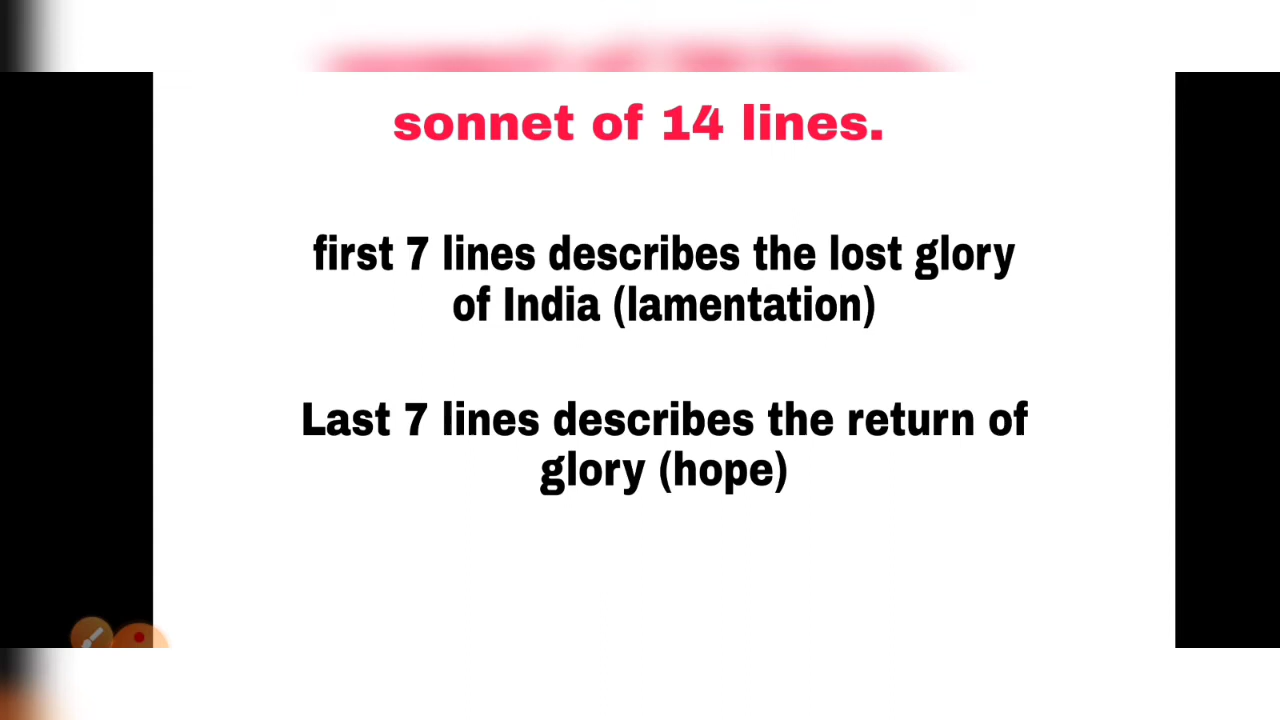 sonnet of 14 lines.
first 7 lines describes the lost glory
of India (lamentation)
Last 7 lines describes the return of
glory (hope)